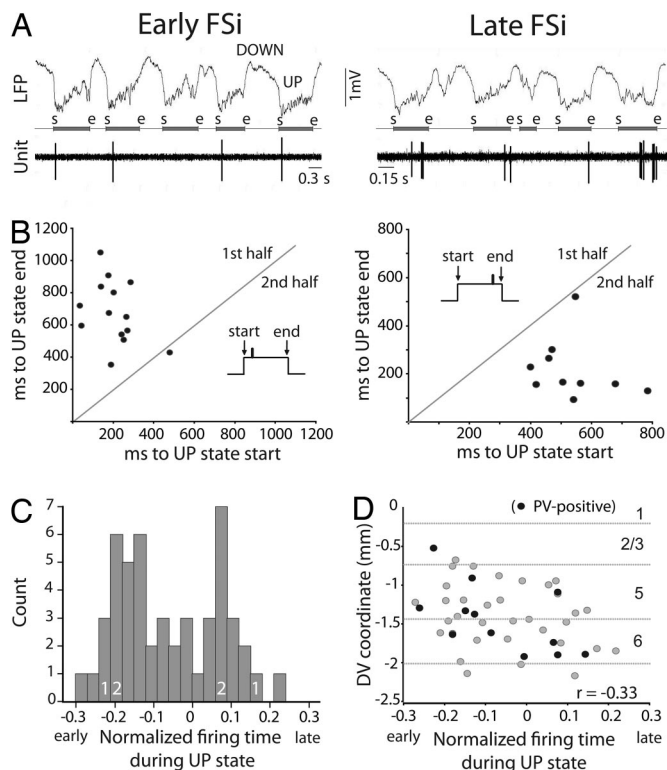 A
Early FSi
Late FSi
LFP
DOWN
UP
1mV
s e s e s e s e s e
s e s e s e s e s e
Unit
0.3 s
0.15 s
B
ms to UP state end
1200
1000
800
600
400
200
1st half
2nd half
start end
200 400 600 800 1000 1200
ms to UP state start
ms to UP state end
800
600
400
200
start end
1st half
2nd half
200 400 600 800
ms to UP state start
C
Count
7
6
5
4
3
2
1
0
1 2 2 1
-0.3 -0.2 -0.1 0 0.1 0.2 0.3
early late
Normalized firing time
during UP state
D
DV coordinate (mm)
0
-0.5
-1
-1.5
-2
-2.5
( PV-positive)
1
2/3
5
6
r = -0.33
-0.3 -0.2 -0.1 0 0.1 0.2 0.3
early late
Normalized firing time
during UP state